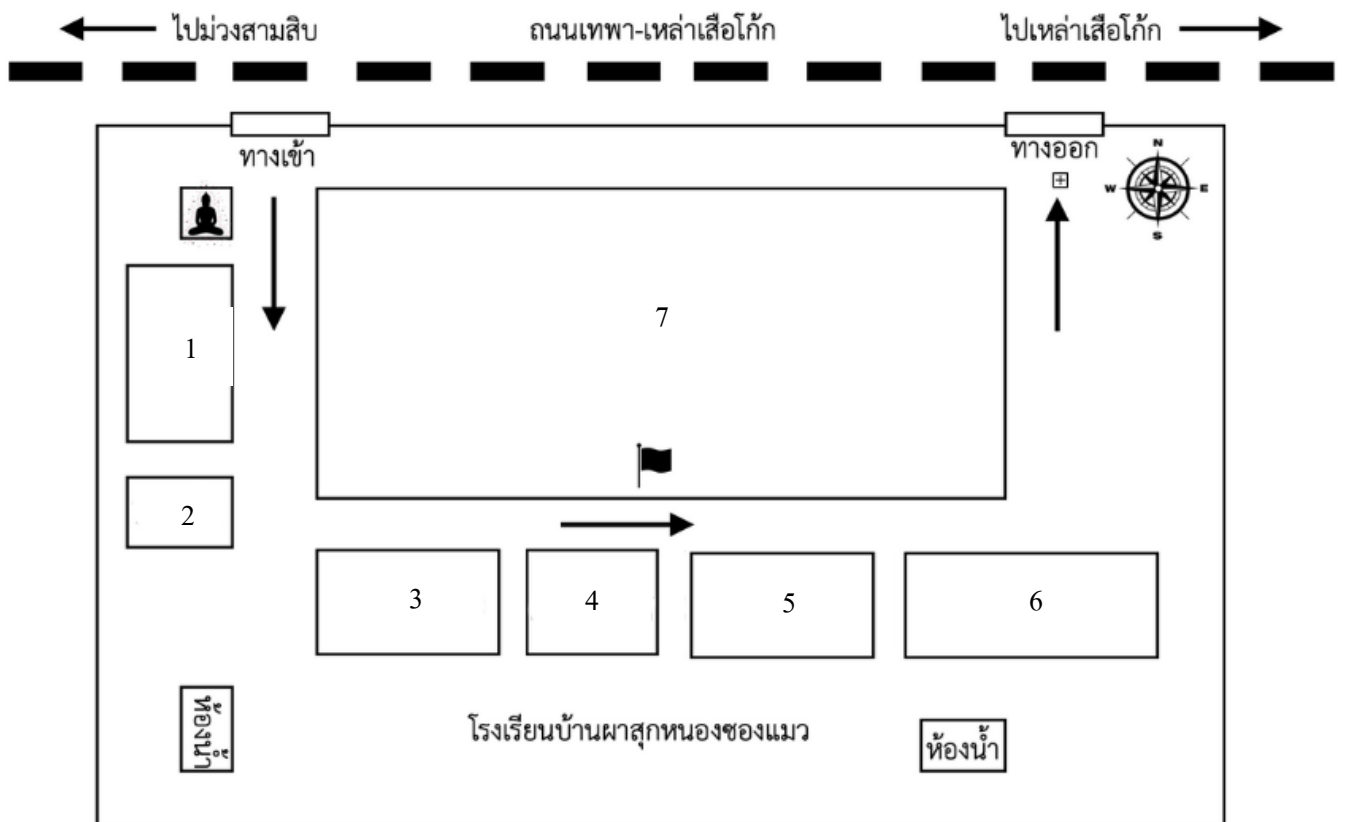 ไปม่วงสามสิบ ถนนเทพา-เหล่าเสือโก้ก ไปเหล่าเสือโก้ก
ทางเข้า ทางออก
N
W E
S
7
1
2
3 4 5 6
ห้องน้ำ
โรงเรียนบ้านผาสุกหนองซองแมว
ห้องน้ำ